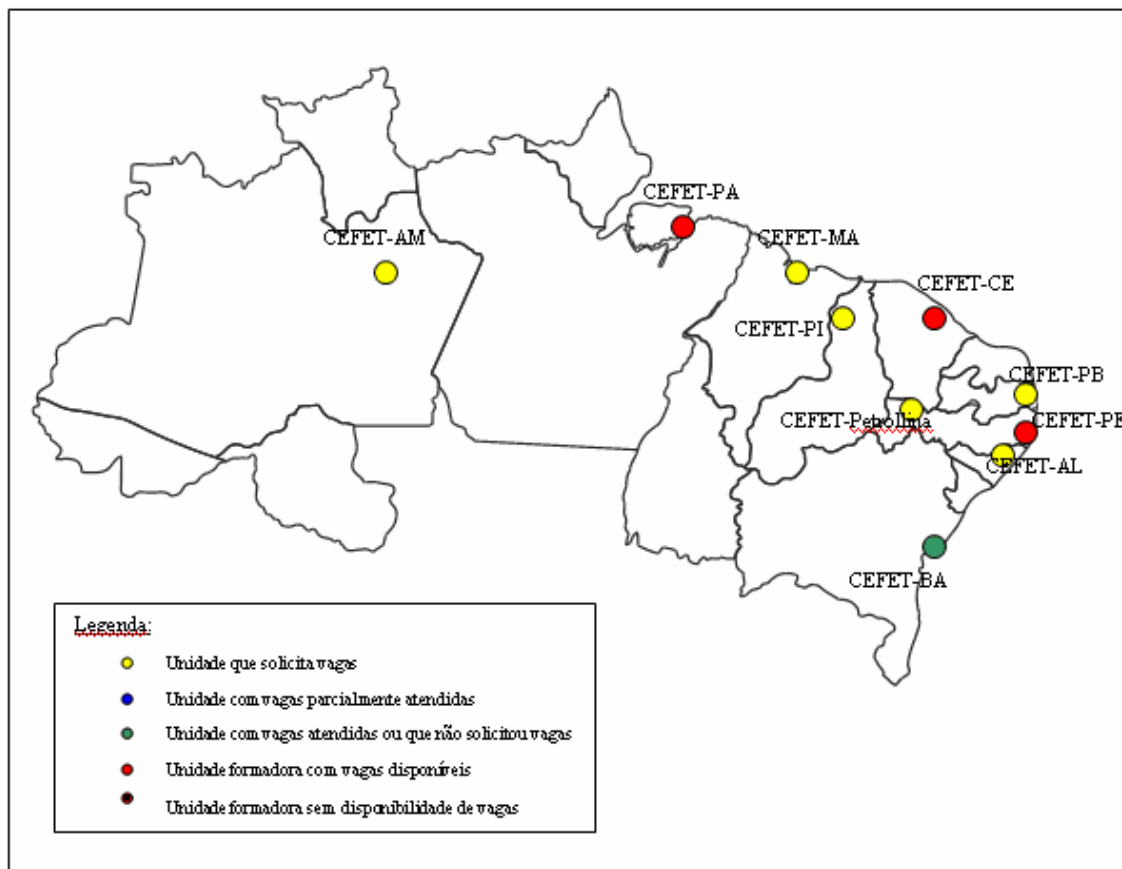 CEFET-PA
CEFET-AM
CEFET-MA
CEFET-CE
CEFET-PI
CEFET-PB
CEFET-Petrolina
CEFET-PE
CEFET-AL
CEFET-BA
Legenda:
Unidade que solicita vagas
Unidade com vagas parcialmente atendidas
Unidade com vagas atendidas ou que não solicitou vagas
Unidade formadora com vagas disponíveis
Unidade formadora sem disponibilidade de vagas